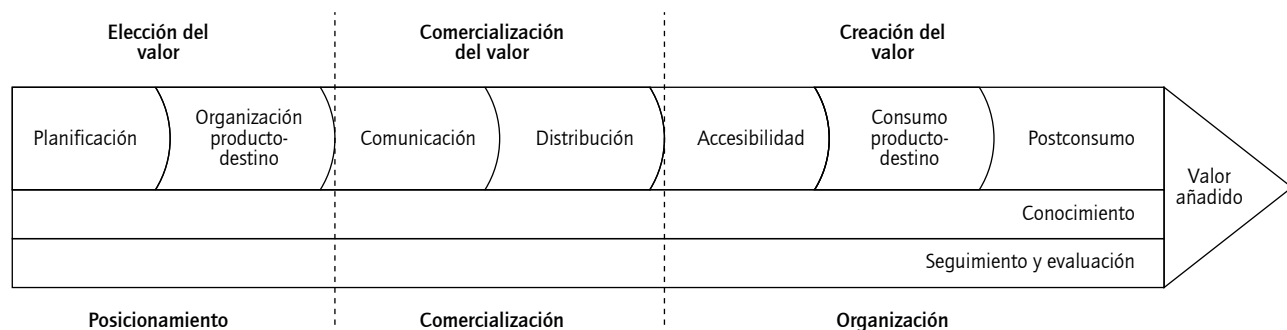 Elección del
valor
Comercialización
del valor
Creación del
valor
Planificación
Organización
producto-
destino
Comunicación
Distribución
Accesibilidad
Consumo
producto-
destino
Postconsumo
Valor
añadido
Conocimiento
Seguimiento y evaluación
Posicionamiento
Comercialización
Organización